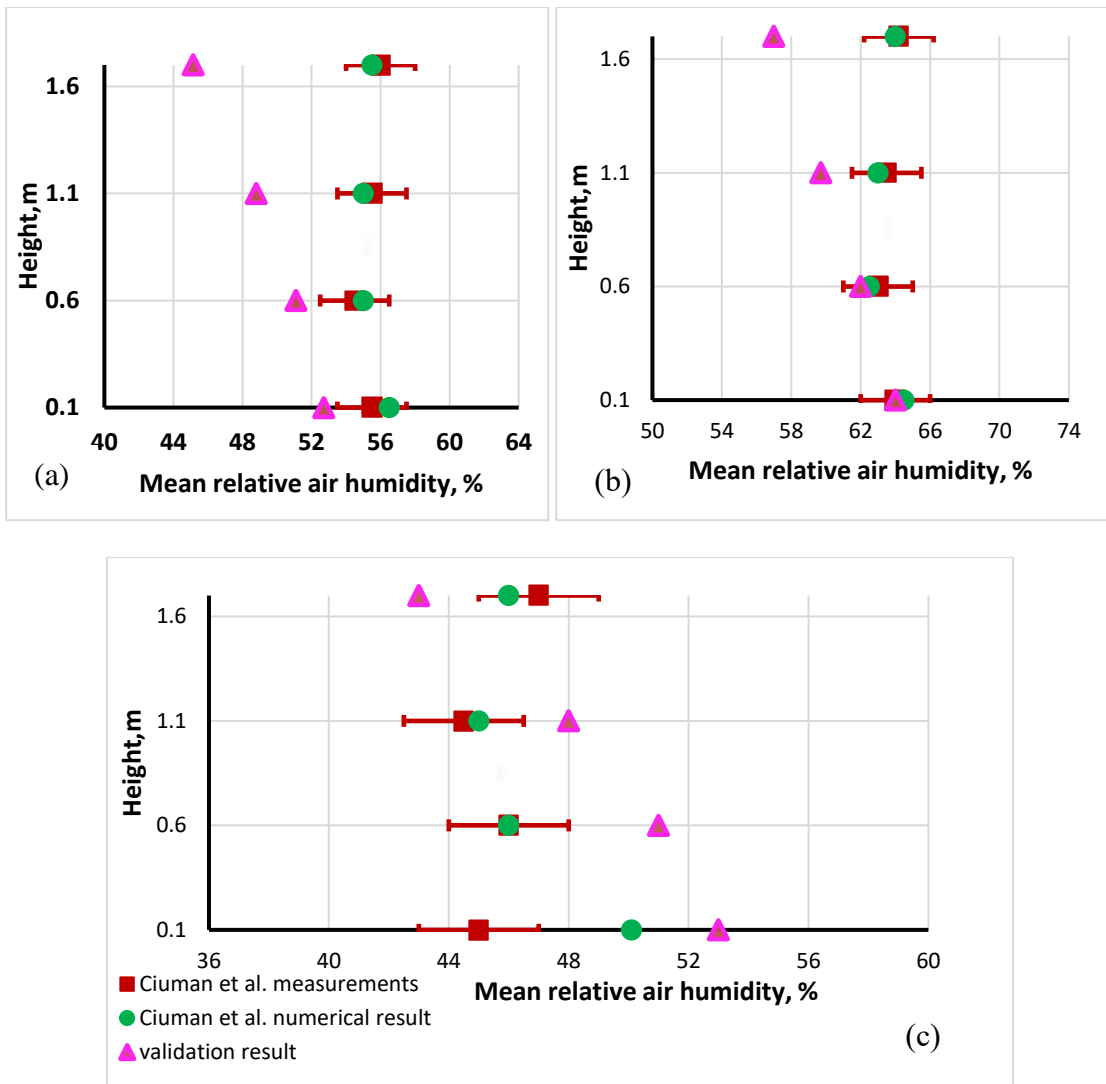 1.6
1.1
0.6
0.1
Height,m
40 44 48 52 56 60 64
Mean relative air humidity, %
(a)
1.6
1.1
0.6
0.1
Height,m
50 54 58 62 66 70 74
Mean relative air humidity, %
(b)
1.6
1.1
0.6
0.1
Height,m
36 40 44 48 52 56 60
Mean relative air humidity, %
Ciuman et al. measurements
Ciuman et al. numerical result
validation result
(c)